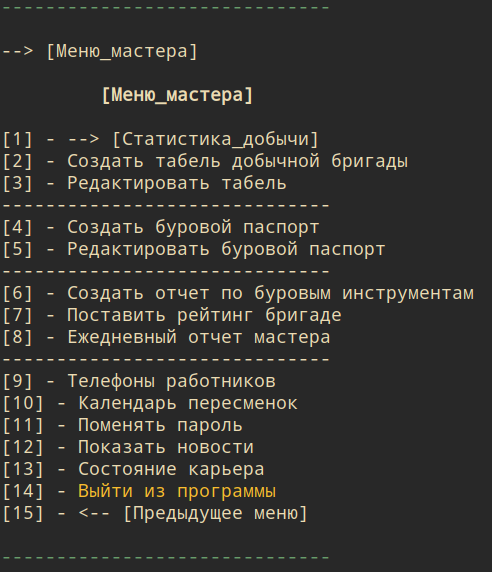 ------------------------------
--> [Меню_мастера]
[Меню_мастера]
[1] - --> [Статистика_добычи]
[2] - Создать табель добычной бригады
[3] - Редактировать табель
------------------------------
[4] - Создать буровой паспорт
[5] - Редактировать буровой паспорт
------------------------------
[6] - Создать отчет по буровым инструментам
[7] - Поставить рейтинг бригаде
[8] - Ежедневный отчет мастера
------------------------------
[9] - Телефоны работников
[10] - Календарь пересменок
[11] - Поменять пароль
[12] - Показать новости
[13] - Состояние карьера
[14] - Выйти из программы
[15] - <-- [Предыдущее меню]
------------------------------